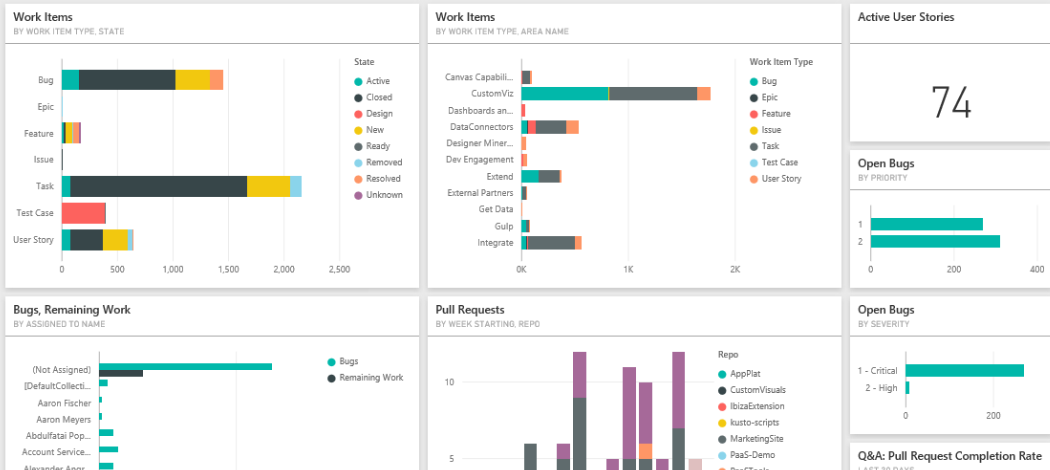 Work Items
BY WORK ITEM TYPE, STATE
Bug
Epic
Feature
Issue
Task
Test Case
User Story
0 500 1,000 1,500 2,000 2,500
State
Active
Closed
Design
New
Ready
Removed
Resolved
Unknown
Work Items
BY WORK ITEM TYPE, AREA NAME
Canvas Capabili...
CustomViz
Dashboards an...
DataConnectors
Designer Miner...
Dev Engagement
Extend
External Partners
Get Data
Gulp
Integrate
0K 1K 2K
Work Item Type
Bug
Epic
Feature
Issue
Task
Test Case
User Story
Active User Stories
74
Open Bugs
BY PRIORITY
1
2
0 200 400
Bugs, Remaining Work
BY ASSIGNED TO NAME
(Not Assigned)
[DefaultCollecti...
Aaron Fischer
Aaron Meyers
Abdulfatai Pop...
Account Service...
Bugs
Remaining Work
Pull Requests
BY WEEK STARTING, REPO
10
5
Repo
AppPlat
CustomVisuals
IbizaExtension
kusto-scripts
MarketingSite
PaaS-Demo
Open Bugs
BY SEVERITY
1 - Critical
2 - High
0 200
Q&A: Pull Request Completion Rate